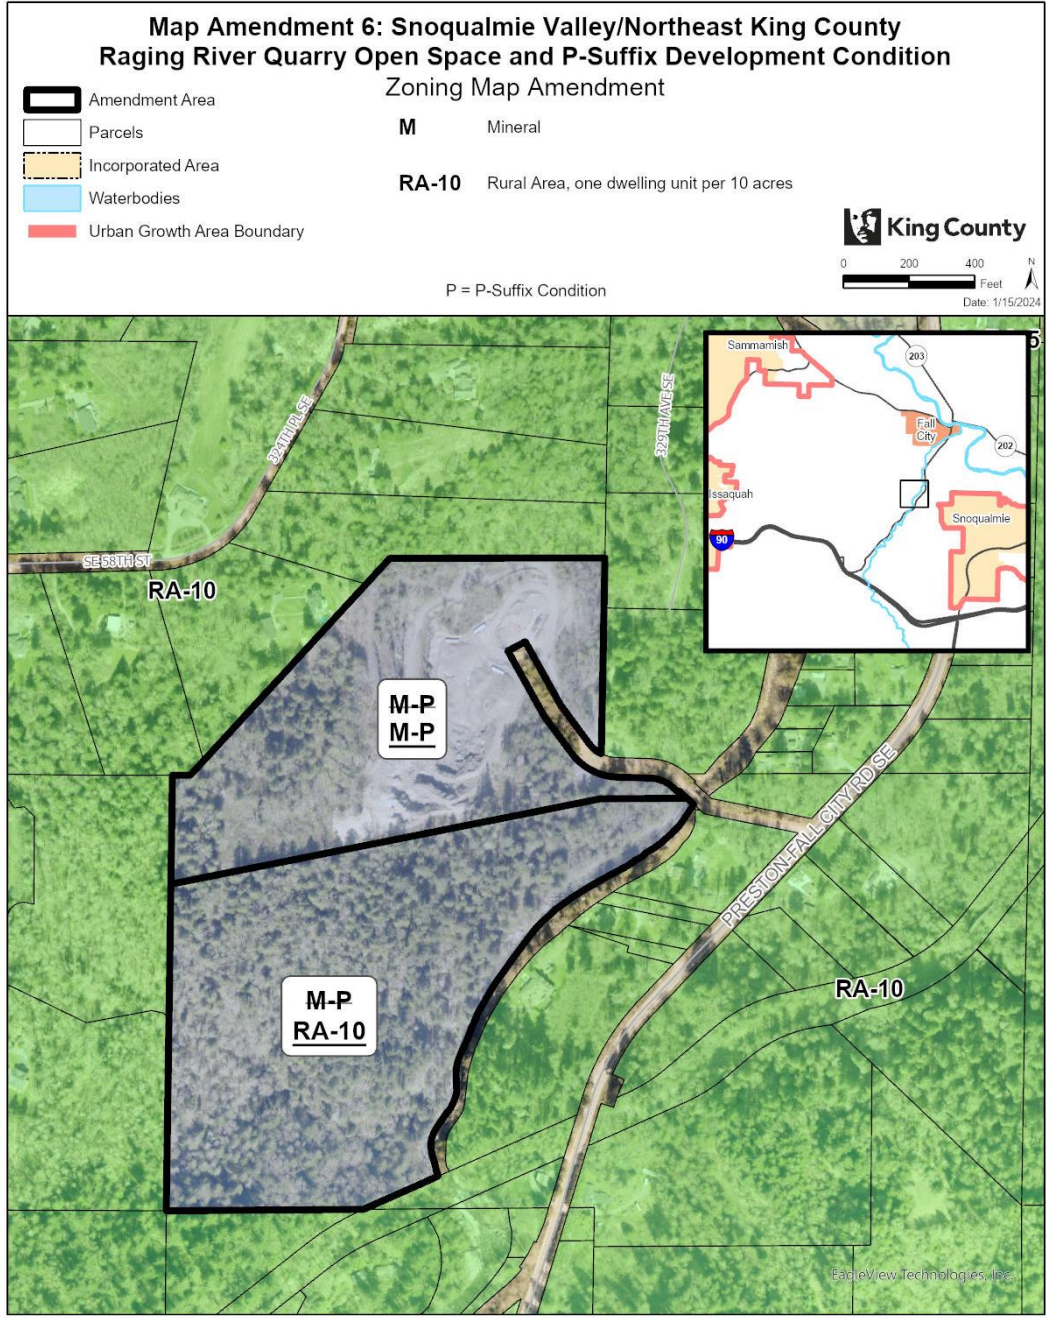 Map Amendment 6: Snoqualmie Valley/Northeast King County
Raging River Quarry Open Space and P-Suffix Development Condition
Zoning Map Amendment
Amendment Area
Parcels
Incorporated Area
Waterbodies
Urban Growth Area Boundary
M Mineral
RA-10 Rural Area, one dwelling unit per 10 acres
P = P-Suffix Condition
King County
0 200 400
Feet
N
Date: 1/15/2024
5
Sammamish
203
Fall
City
202
Issaquah
Snoqualmie
90
324TH PL SE
329TH AVE SE
SE 58TH ST
RA-10
M-P
M-P
PRESTON-FALL CITY RD SE
M-P
RA-10
RA-10
EagleView Technologies, Inc.